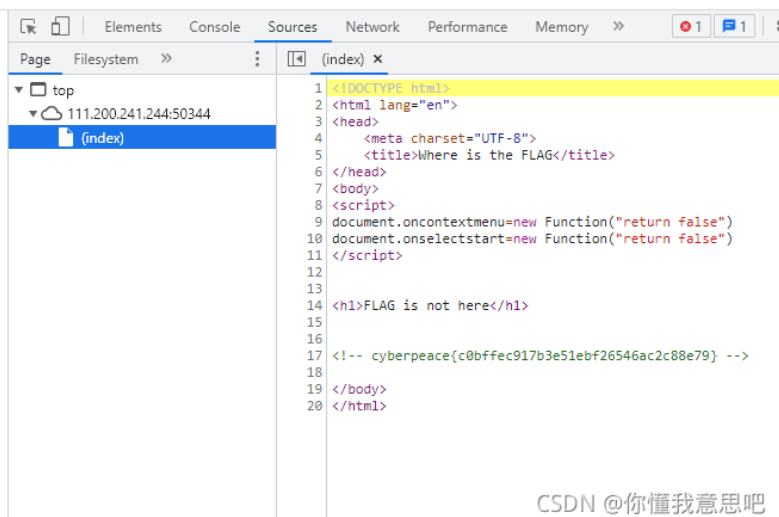 Elements Console Sources Network Performance Memory » 1 1
Page Filesystem » (index) ×
top
111.200.241.244:50344
(index)
1 <!DOCTYPE html>
2 <html lang="en">
3 <head>
4 <meta charset="UTF-8">
5 <title>Where is the FLAG</title>
6 </head>
7 <body>
8 <script>
9 document.oncontextmenu=new Function("return false")
10 document.onselectstart=new Function("return false")
11 </script>
12
13
14 <h1>FLAG is not here</h1>
15
16
17 <!-- cyberpeace{c0bffec917b3e51ebf26546ac2c88e79} -->
18
19 </body>
20 </html>
CSDN @你懂我意思吧